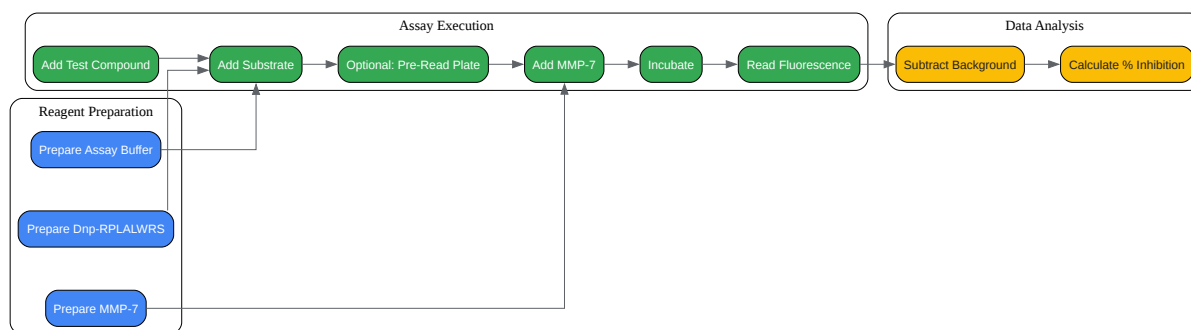 Assay Execution
Add Test Compound
Add Substrate
Optional: Pre-Read Plate
Add MMP-7
Incubate
Read Fluorescence
Data Analysis
Subtract Background
Calculate % Inhibition
Reagent Preparation
Prepare Assay Buffer
Prepare Dnp-RPLALWRS
Prepare MMP-7